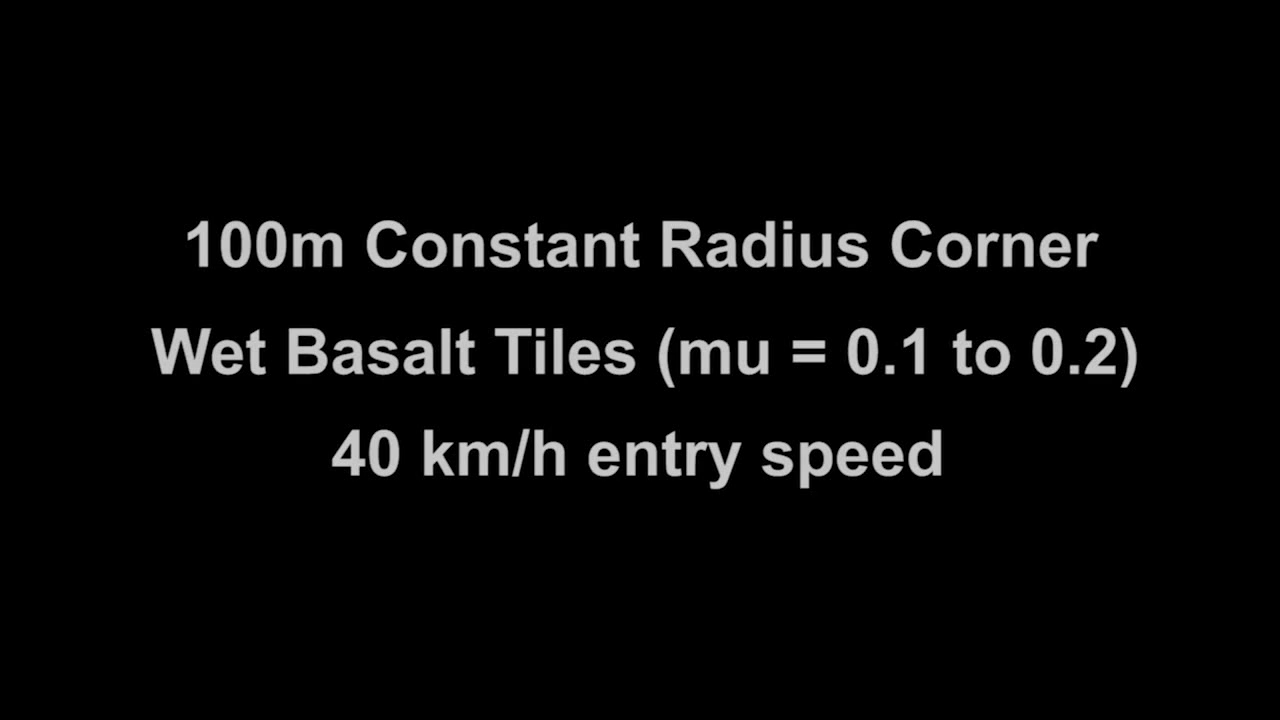 100m Constant Radius Corner
Wet Basalt Tiles (mu = 0.1 to 0.2)
40 km/h entry speed